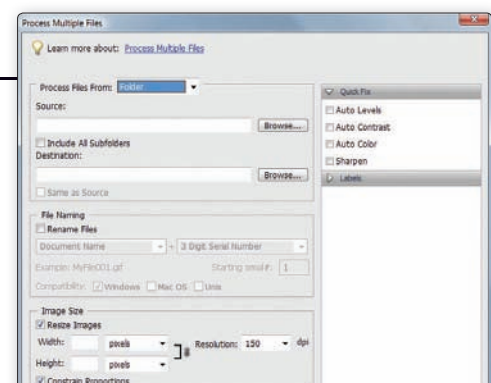 Process Multiple Files
Learn more about: Process Multiple Files
Process Files From: Folder
Source:
Browse...
Include All Subfolders
Destination:
Browse...
Same as Source
File Naming
Rename Files
Document Name + 3 Digit Serial Number
Example: MyFile001.gif Starting serial#: 1
Compatibility: Windows Mac OS Unix
Image Size
Resize Images
Width: pixels Resolution: 150 dpi
Height: pixels
Constrain Proportions
Quick Fix
Auto Levels
Auto Contrast
Auto Color
Sharpen
Labels